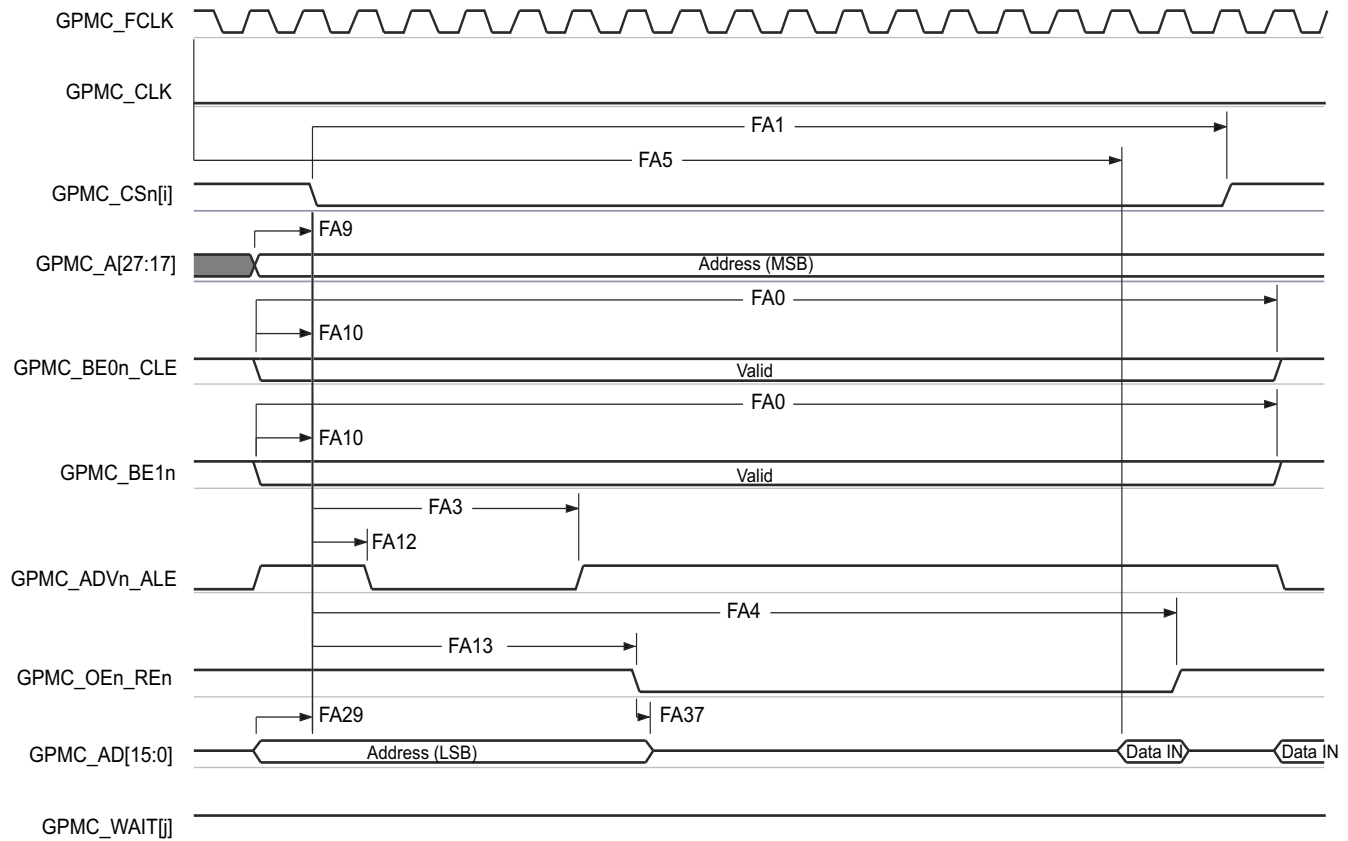 GPMC_FCLK
GPMC_CLK
FA1
FA5
GPMC_CSn[i]
FA9
GPMC_A[27:17]
Address (MSB)
FA0
FA10
GPMC_BE0n_CLE
Valid
FA0
FA10
GPMC_BE1n
Valid
FA3
FA12
GPMC_ADVn_ALE
FA4
FA13
GPMC_OEn_REn
FA29
FA37
GPMC_AD[15:0]
Address (LSB)
Data IN
Data IN
GPMC_WAIT[j]